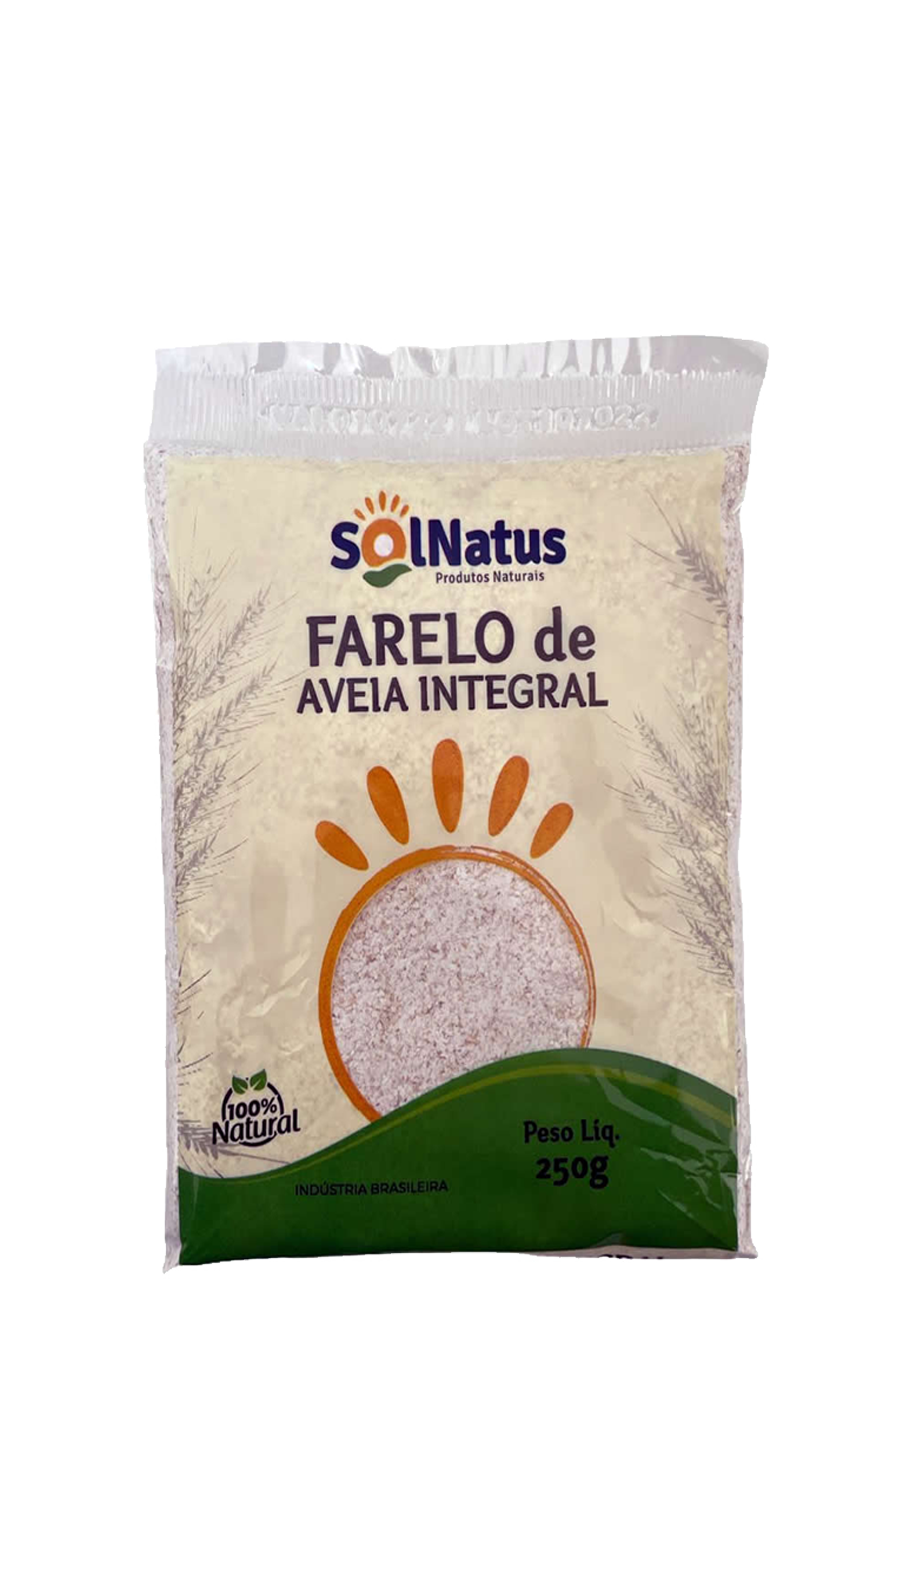 SolNatus
Produtos Naturais
FARELO de
AVEIA INTEGRAL
100%
Natural
Peso Líq.
250g
INDÚSTRIA BRASILEIRA